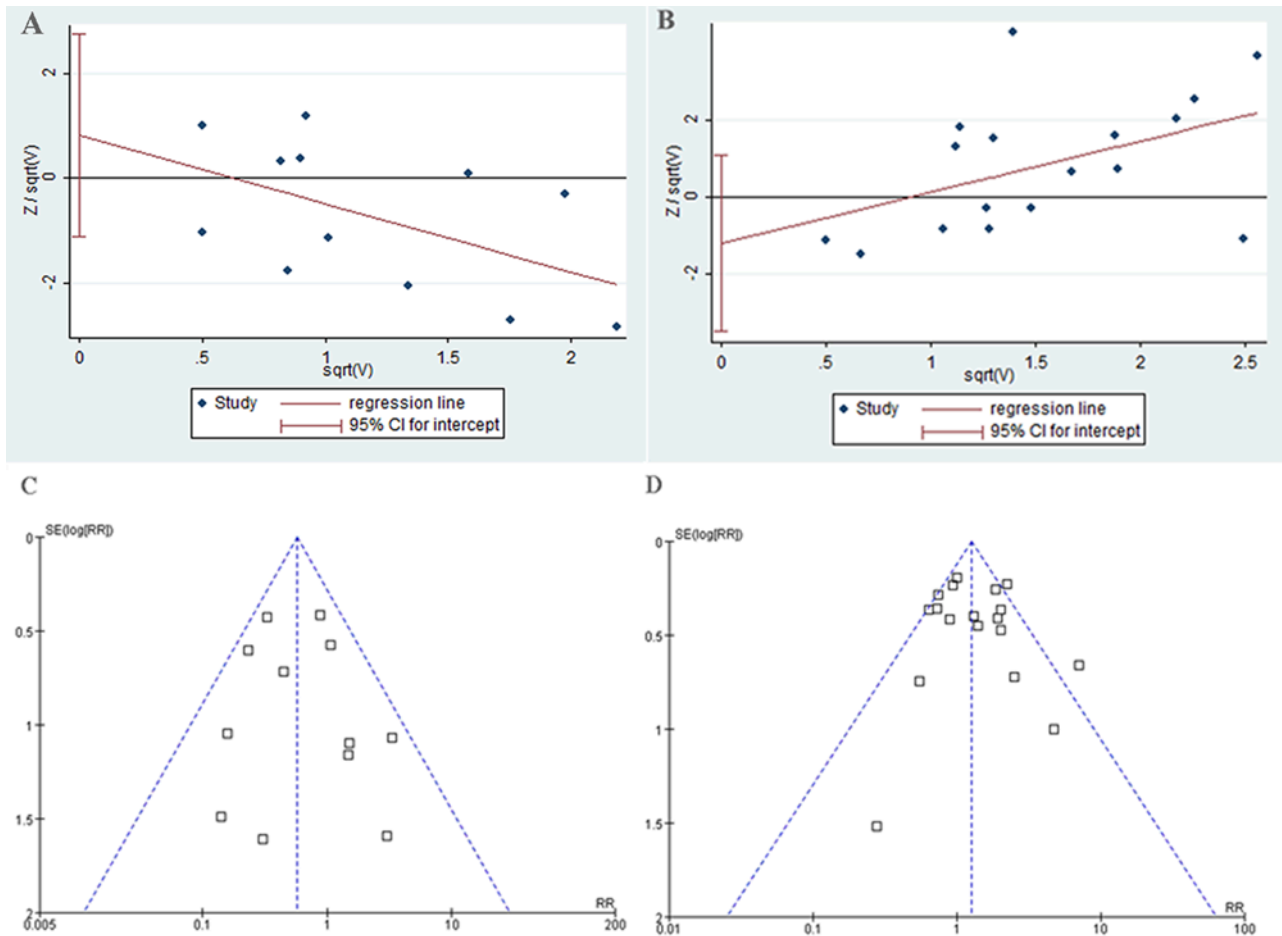 A
Z / sqrt(V)
2
0
-2
0
.5
1
1.5
2
sqrt(V)
Study
regression line
95% CI for intercept
B
Z / sqrt(V)
2
0
-2
0
.5
1
1.5
2
2.5
sqrt(V)
Study
regression line
95% CI for intercept
C
SE(log[RR])
0
0.5
1
1.5
2
0.005
0.1
1
10
200
RR
D
SE(log[RR])
0
0.5
1
1.5
2
0.01
0.1
1
10
100
RR